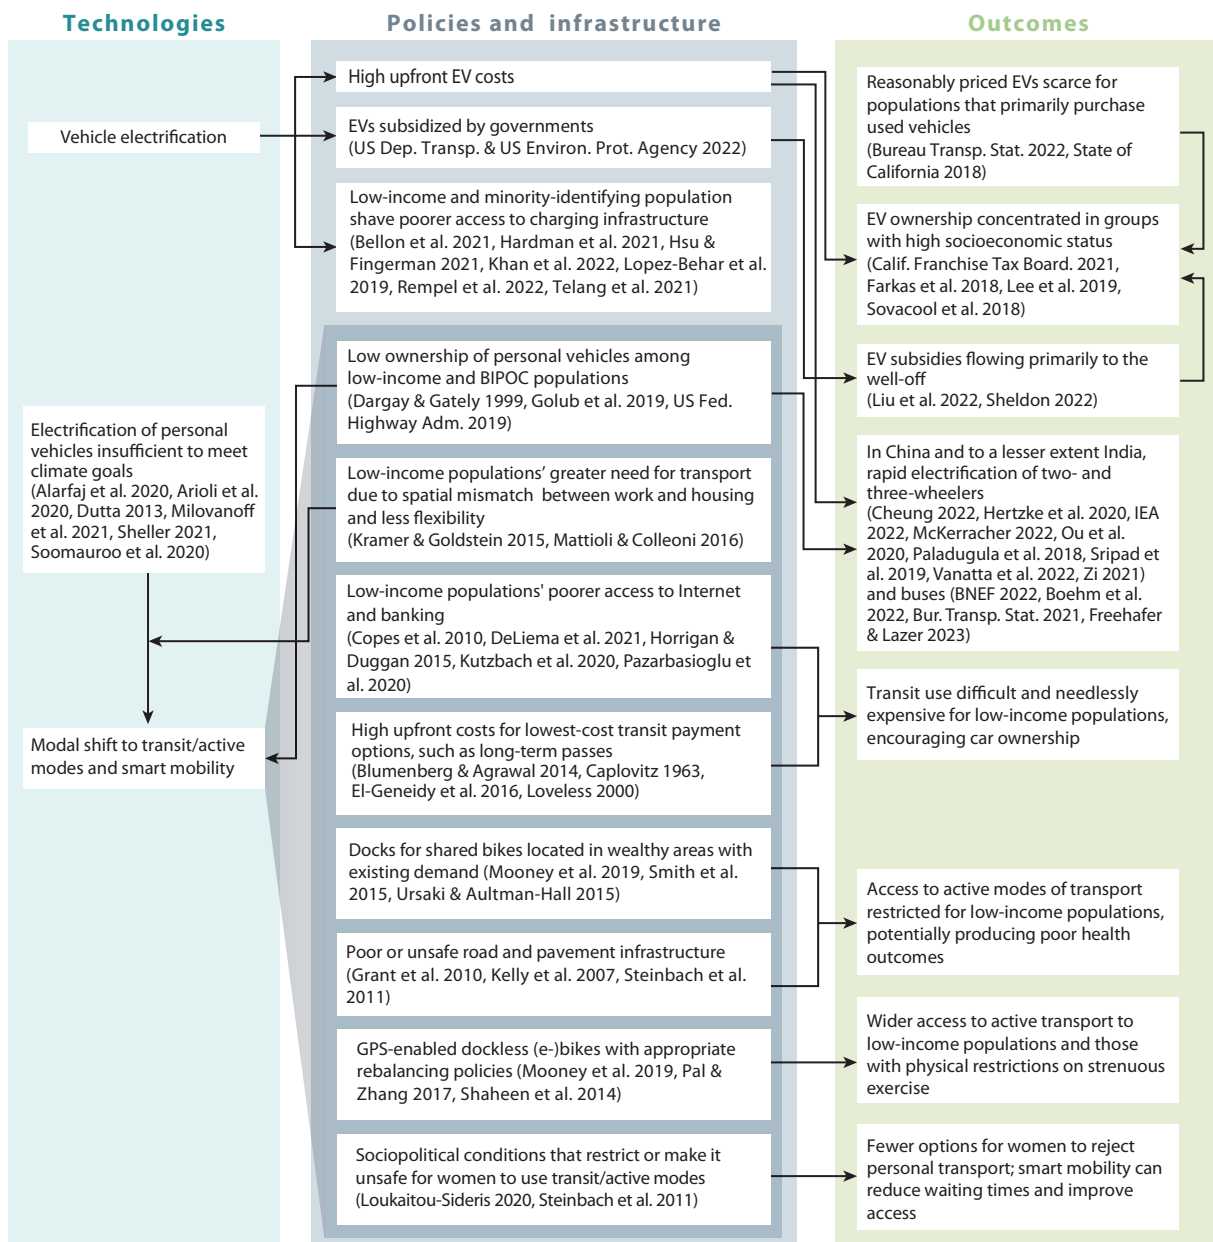 Technologies
Policies and infrastructure
Outcomes
Vehicle electrification
Electrification of personal
vehicles insufficient to meet
climate goals
(Alarfaj et al. 2020, Arioli et al.
2020, Dutta 2013, Milovanoff
et al. 2021, Sheller 2021,
Soomauroo et al. 2020)
Modal shift to transit/active
modes and smart mobility
High upfront EV costs
EVs subsidized by governments
(US Dep. Transp. & US Environ. Prot. Agency 2022)
Low-income and minority-identifying population
shave poorer access to charging infrastructure
(Bellon et al. 2021, Hardman et al. 2021, Hsu &
Fingerman 2021, Khan et al. 2022, Lopez-Behar et al.
2019, Rempel et al. 2022, Telang et al. 2021)
Low ownership of personal vehicles among
low-income and BIPOC populations
(Dargay & Gately 1999, Golub et al. 2019, US Fed.
Highway Adm. 2019)
Low-income populations’ greater need for transport
due to spatial mismatch between work and housing
and less flexibility
(Kramer & Goldstein 2015, Mattioli & Colleoni 2016)
Low-income populations' poorer access to Internet
and banking
(Copes et al. 2010, DeLiema et al. 2021, Horrigan &
Duggan 2015, Kutzbach et al. 2020, Pazarbasioglu et
al. 2020)
High upfront costs for lowest-cost transit payment
options, such as long-term passes
(Blumenberg & Agrawal 2014, Caplovitz 1963,
El-Geneidy et al. 2016, Loveless 2000)
Docks for shared bikes located in wealthy areas with
existing demand (Mooney et al. 2019, Smith et al.
2015, Ursaki & Aultman-Hall 2015)
Poor or unsafe road and pavement infrastructure
(Grant et al. 2010, Kelly et al. 2007, Steinbach et al.
2011)
GPS-enabled dockless (e-)bikes with appropriate
rebalancing policies (Mooney et al. 2019, Pal &
Zhang 2017, Shaheen et al. 2014)
Sociopolitical conditions that restrict or make it
unsafe for women to use transit/active modes
(Loukaitou-Sideris 2020, Steinbach et al. 2011)
Reasonably priced EVs scarce for
populations that primarily purchase
used vehicles
(Bureau Transp. Stat. 2022, State of
California 2018)
EV ownership concentrated in groups
with high socioeconomic status
(Calif. Franchise Tax Board. 2021,
Farkas et al. 2018, Lee et al. 2019,
Sovacool et al. 2018)
EV subsidies flowing primarily to the
well-off
(Liu et al. 2022, Sheldon 2022)
In China and to a lesser extent India,
rapid electrification of two- and
three-wheelers
(Cheung 2022, Hertzke et al. 2020, IEA
2022, McKerracher 2022, Ou et al.
2020, Paladugula et al. 2018, Sripad et
al. 2019, Vanatta et al. 2022, Zi 2021)
and buses (BNEF 2022, Boehm et al.
2022, Bur. Transp. Stat. 2021, Freehafer
& Lazer 2023)
Transit use difficult and needlessly
expensive for low-income populations,
encouraging car ownership
Access to active modes of transport
restricted for low-income populations,
potentially producing poor health
outcomes
Wider access to active transport to
low-income populations and those
with physical restrictions on strenuous
exercise
Fewer options for women to reject
personal transport; smart mobility can
reduce waiting times and improve
access